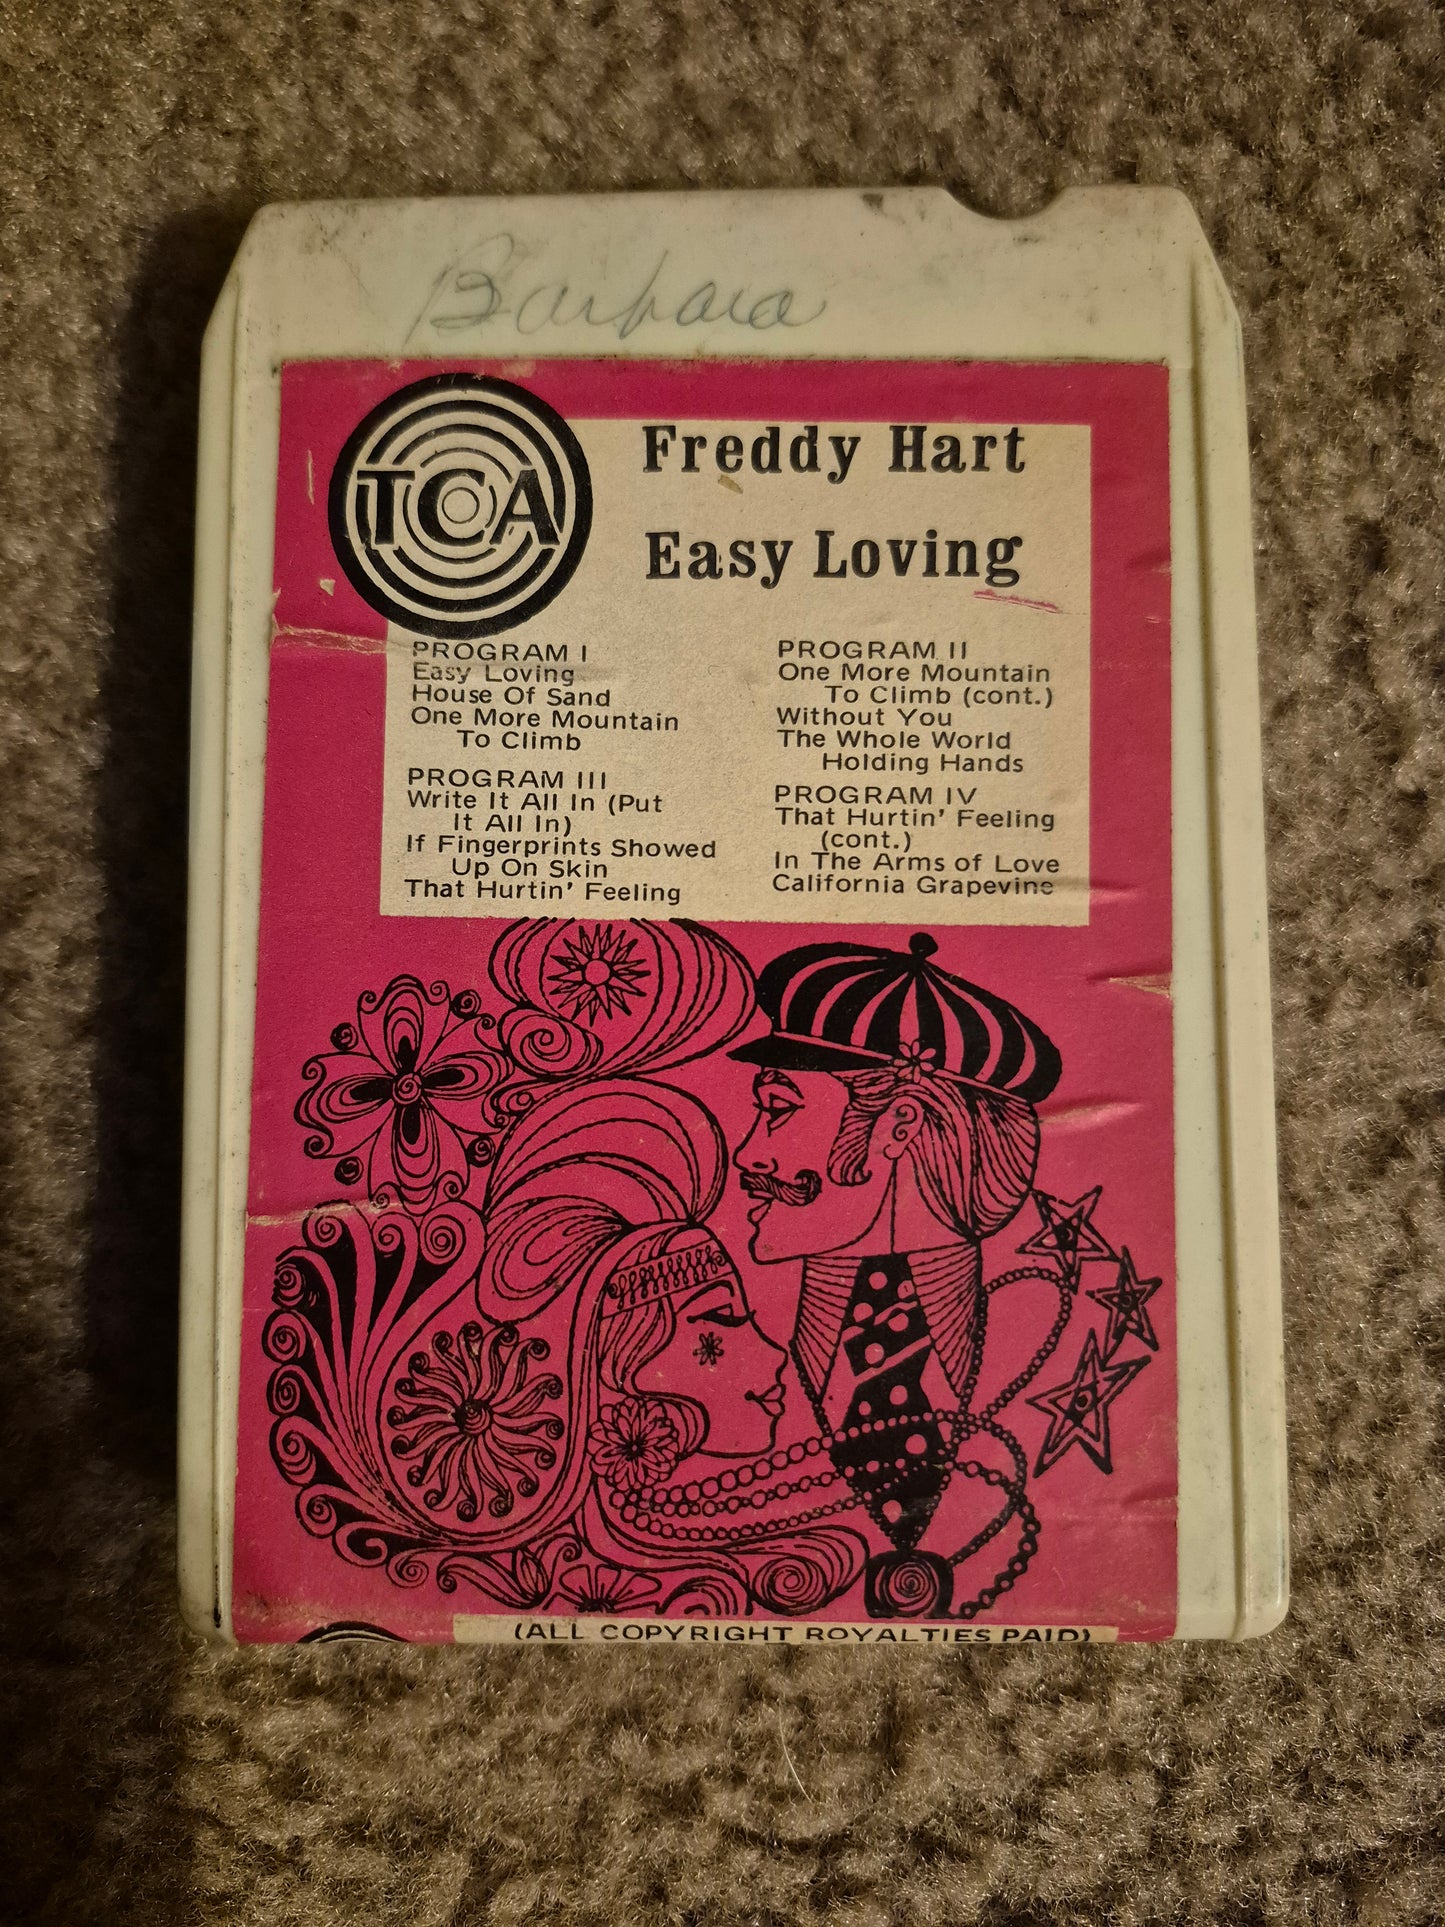 Barbara
TCA
Freddy Hart
Easy Loving
PROGRAM I
Easy Loving
House Of Sand
One More Mountain
To Climb
PROGRAM II
One More Mountain
To Climb (cont.)
Without You
The Whole World
Holding Hands
PROGRAM III
Write It All In (Put
It All In)
If Fingerprints Showed
Up On Skin
That Hurtin' Feeling
PROGRAM IV
That Hurtin' Feeling
(cont.)
In The Arms of Love
California Grapevine
(ALL COPYRIGHT ROYALTIES PAID)